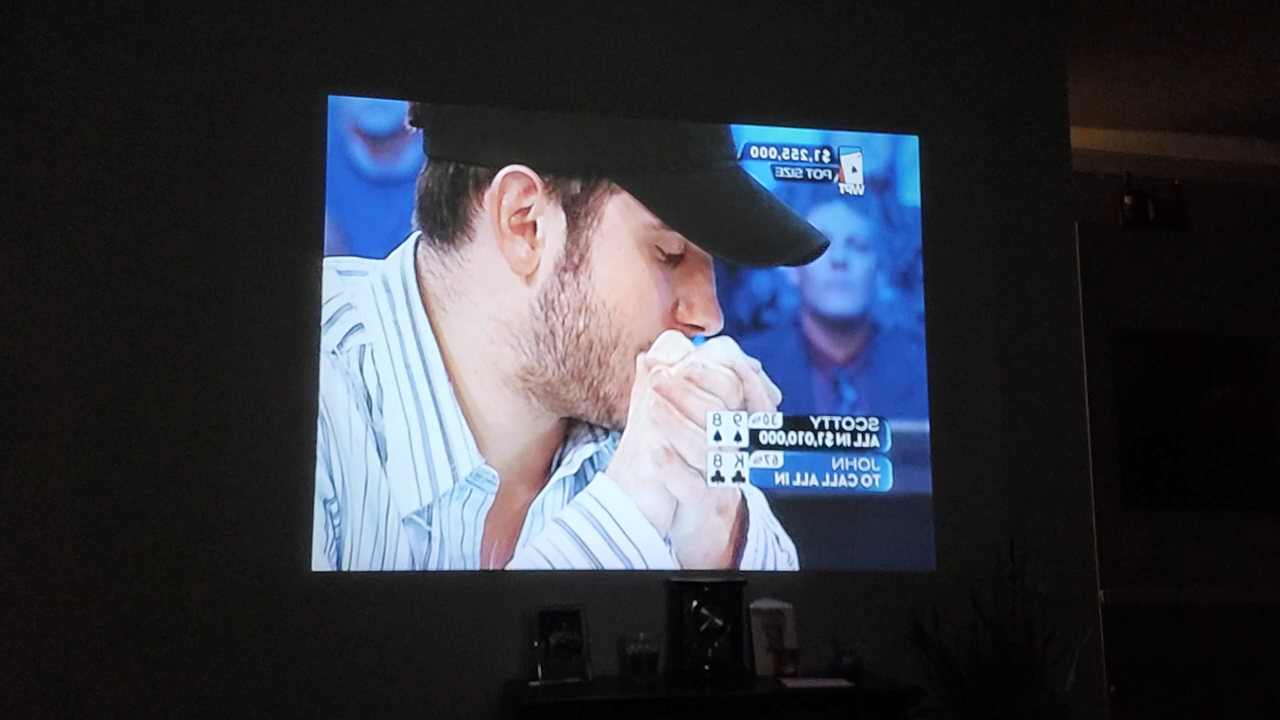 $1,255,000
POT SIZE
WPT
SCOTTY 30% 9 8
ALL IN $1,010,000
JOHN 67% K 8
TO CALL ALL IN